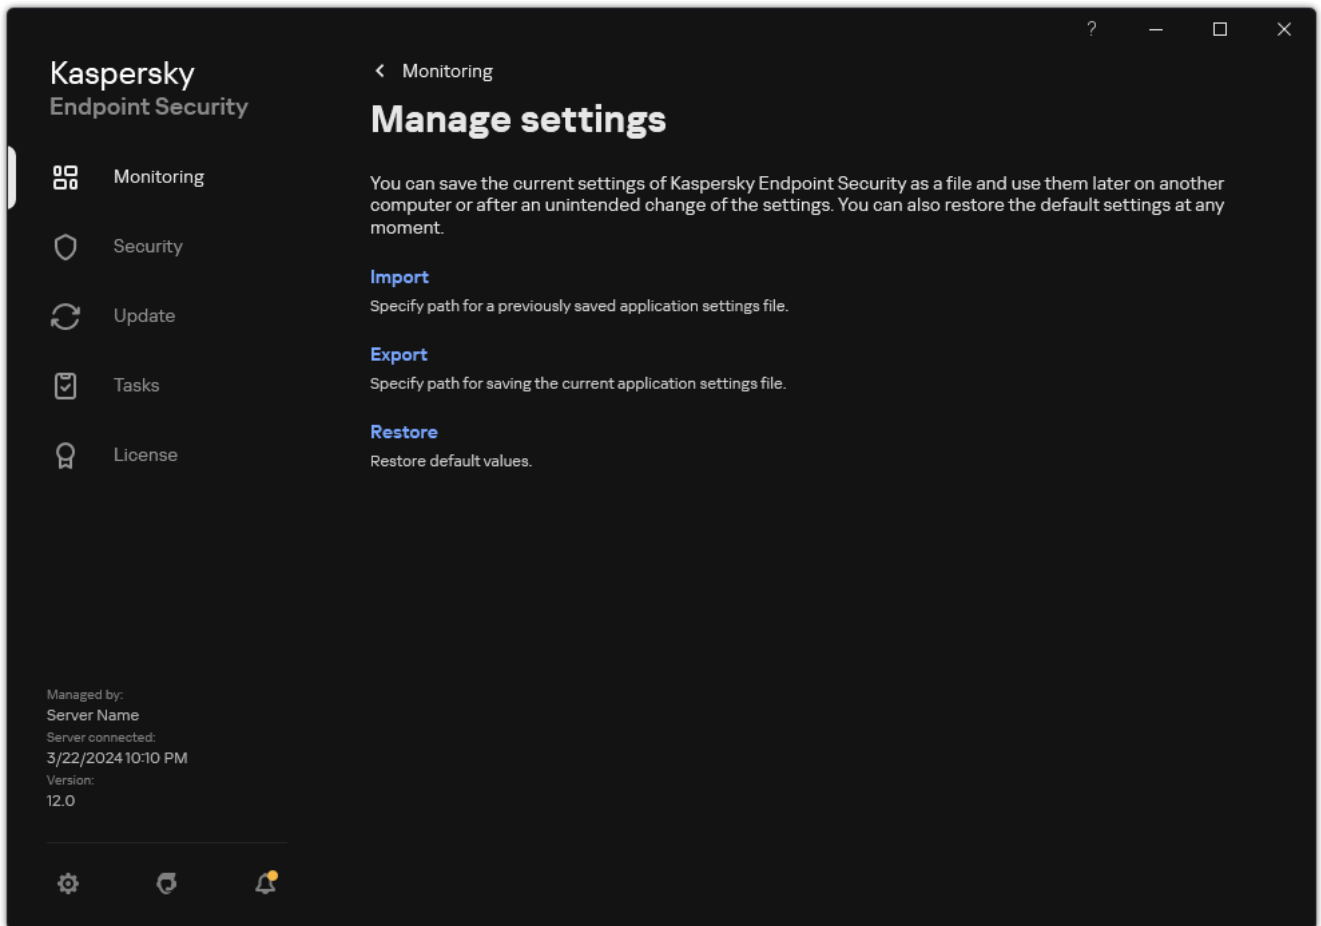 ?
Kaspersky
Endpoint Security
Monitoring
Security
Update
Tasks
License
Managed by:
Server Name
Server connected:
3/22/2024 10:10 PM
Version:
12.0
Monitoring
Manage settings
You can save the current settings of Kaspersky Endpoint Security as a file and use them later on another
computer or after an unintended change of the settings. You can also restore the default settings at any
moment.
Import
Specify path for a previously saved application settings file.
Export
Specify path for saving the current application settings file.
Restore
Restore default values.